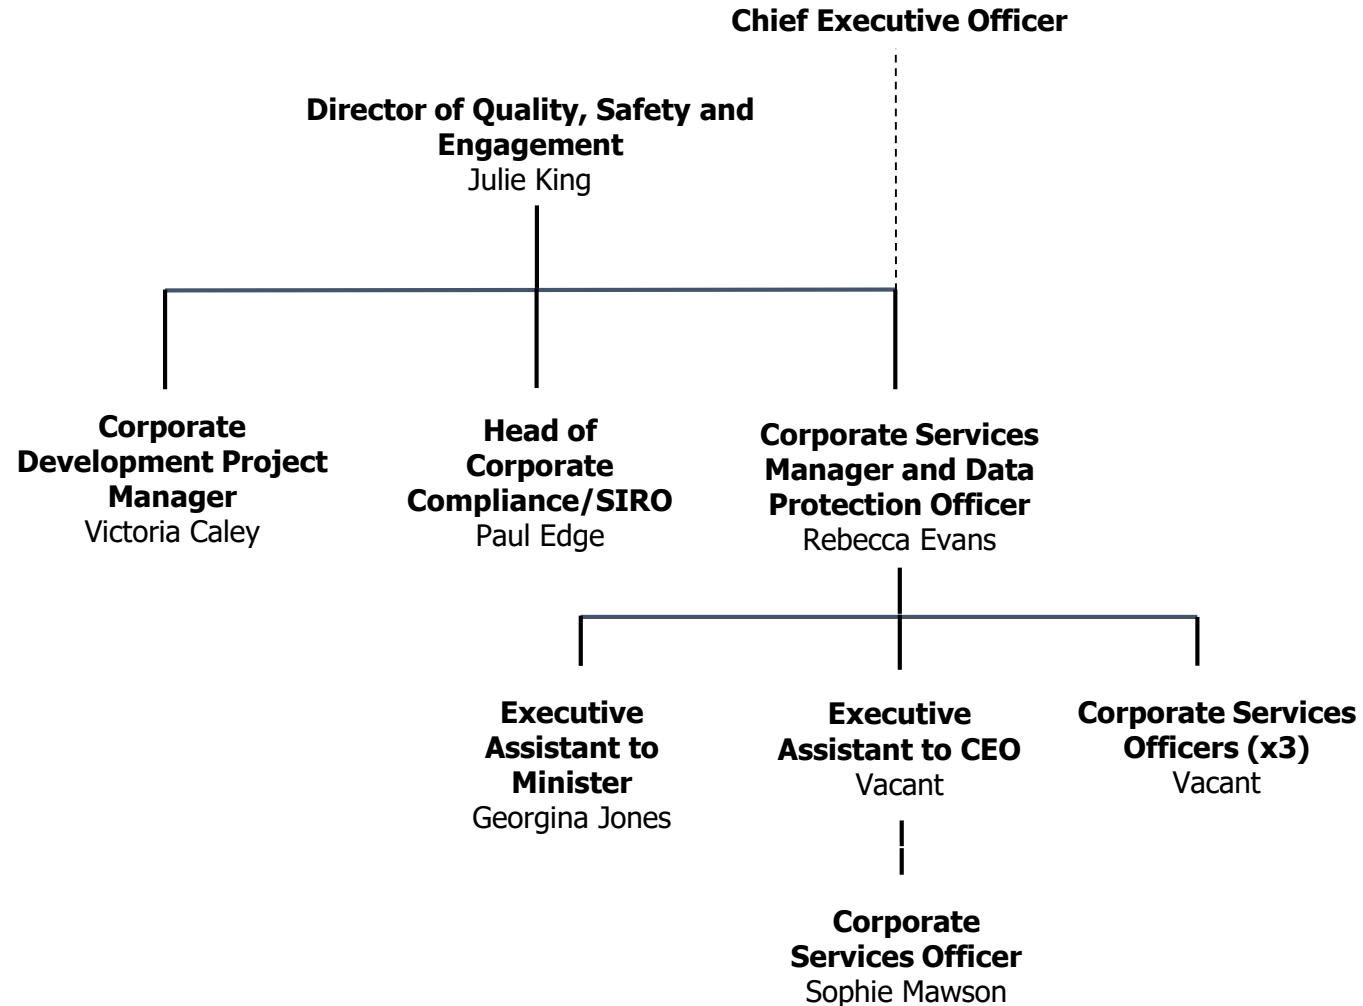 Chief Executive Officer
Director of Quality, Safety and
Engagement
Julie King
Corporate
Development Project
Manager
Victoria Caley
Head of
Corporate
Compliance/SIRO
Paul Edge
Corporate Services
Manager and Data
Protection Officer
Rebecca Evans
Executive
Assistant to
Minister
Georgina Jones
Executive
Assistant to CEO
Vacant
Corporate Services
Officers (x3)
Vacant
Corporate
Services Officer
Sophie Mawson